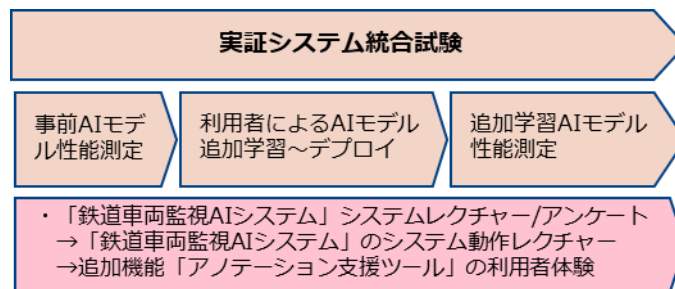 実証システム統合試験
事前AIモデ
ル性能測定
利用者によるAIモデル
追加学習～デプロイ
追加学習AIモデル
性能測定
・「鉄道車両監視AIシステム」システムレクチャー/アンケート
→「鉄道車両監視AIシステム」のシステム動作レクチャー
→追加機能「アノテーション支援ツール」の利用者体験